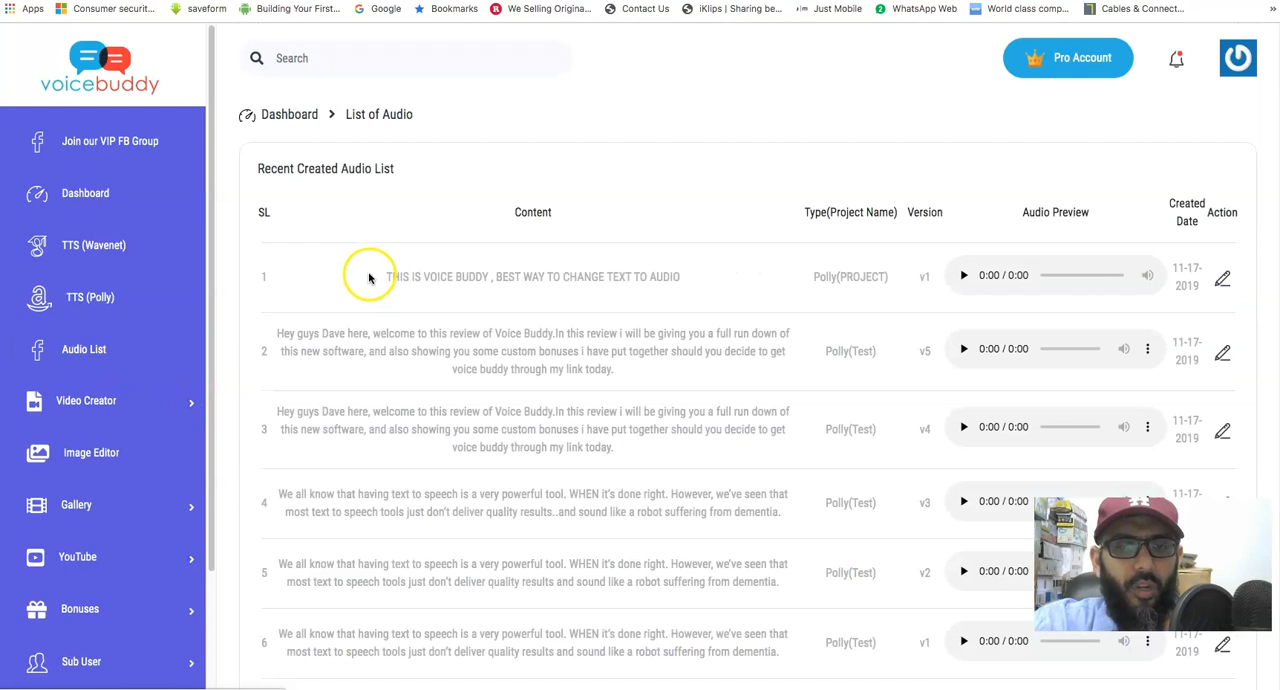 Apps Consumer securit... saveform Building Your First... Google Bookmarks We Selling Origina... Contact Us iKlips | Sharing be... Just Mobile WhatsApp Web World class comp... Cables & Connect... »
voicebuddy
Search
Pro Account
Join our VIP FB Group
Dashboard
TTS (Wavenet)
TTS (Polly)
Audio List
Video Creator
Image Editor
Gallery
YouTube
Bonuses
Sub User
Dashboard > List of Audio
Recent Created Audio List
SL Content Type(Project Name) Version Audio Preview Created Date Action
1 THIS IS VOICE BUDDY , BEST WAY TO CHANGE TEXT TO AUDIO Polly(PROJECT) v1 0:00 / 0:00 11-17-
2019
Hey guys Dave here, welcome to this review of Voice Buddy.In this review i will be giving you a full run down of
2 this new software, and also showing you some custom bonuses i have put together should you decide to get Polly(Test) v5 0:00 / 0:00 11-17-
voice buddy through my link today. 2019
Hey guys Dave here, welcome to this review of Voice Buddy.In this review i will be giving you a full run down of
3 this new software, and also showing you some custom bonuses i have put together should you decide to get Polly(Test) v4 0:00 / 0:00 11-17-
voice buddy through my link today. 2019
We all know that having text to speech is a very powerful tool. WHEN it's done right. However, we've seen that
4 most text to speech tools just don't deliver quality results..and sound like a robot suffering from dementia. Polly(Test) v3 0:00 / 0:00 11-17-
We all know that having text to speech is a very powerful tool. WHEN it's done right. However, we've seen that
5 most text to speech tools just don't deliver quality results and sound like a robot suffering from dementia. Polly(Test) v2 0:00 / 0:00
We all know that having text to speech is a very powerful tool. WHEN it's done right. However, we've seen that
6 most text to speech tools just don't deliver quality results and sound like a robot suffering from dementia. Polly(Test) v1 0:00 / 0:00 11-17-
2019